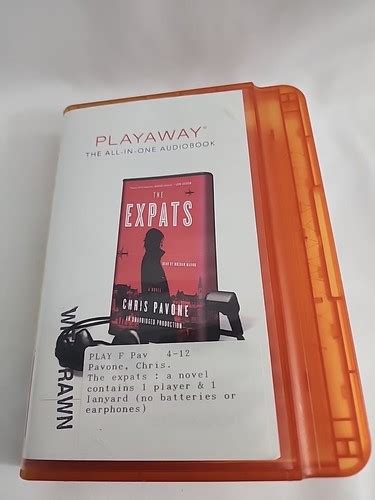 PLAYAWAY®
THE ALL-IN-ONE AUDIOBOOK
THE
EXPATS
A NOVEL
CHRIS PAVONE
AN UNABRIDGED PRODUCTION
PLAY F Pav 4-12
Pavone, Chris.
The expats : a novel
contains 1 player & 1
lanyard (no batteries or
earphones)